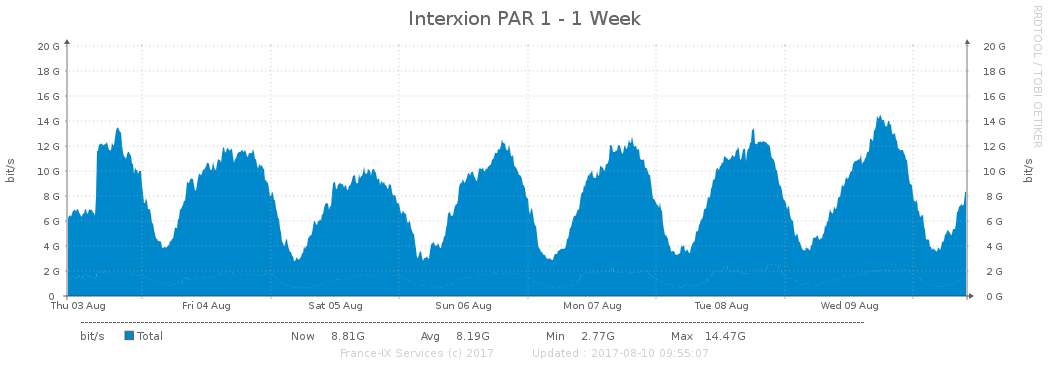 Interxion PAR 1 - 1 Week
RRDTOOL / TOBI OETIKER
20 G 20 G
18 G 18 G
16 G 16 G
14 G 14 G
12 G 12 G
10 G 10 G
8 G 8 G
6 G 6 G
4 G 4 G
2 G 2 G
0 0 G
bit/s
bit/s
Thu 03 Aug Fri 04 Aug Sat 05 Aug Sun 06 Aug Mon 07 Aug Tue 08 Aug Wed 09 Aug
bit/s Total Now 8.81G Avg 8.19G Min 2.77G Max 14.47G
France-IX Services (c) 2017 Updated : 2017-08-10 09:55:07